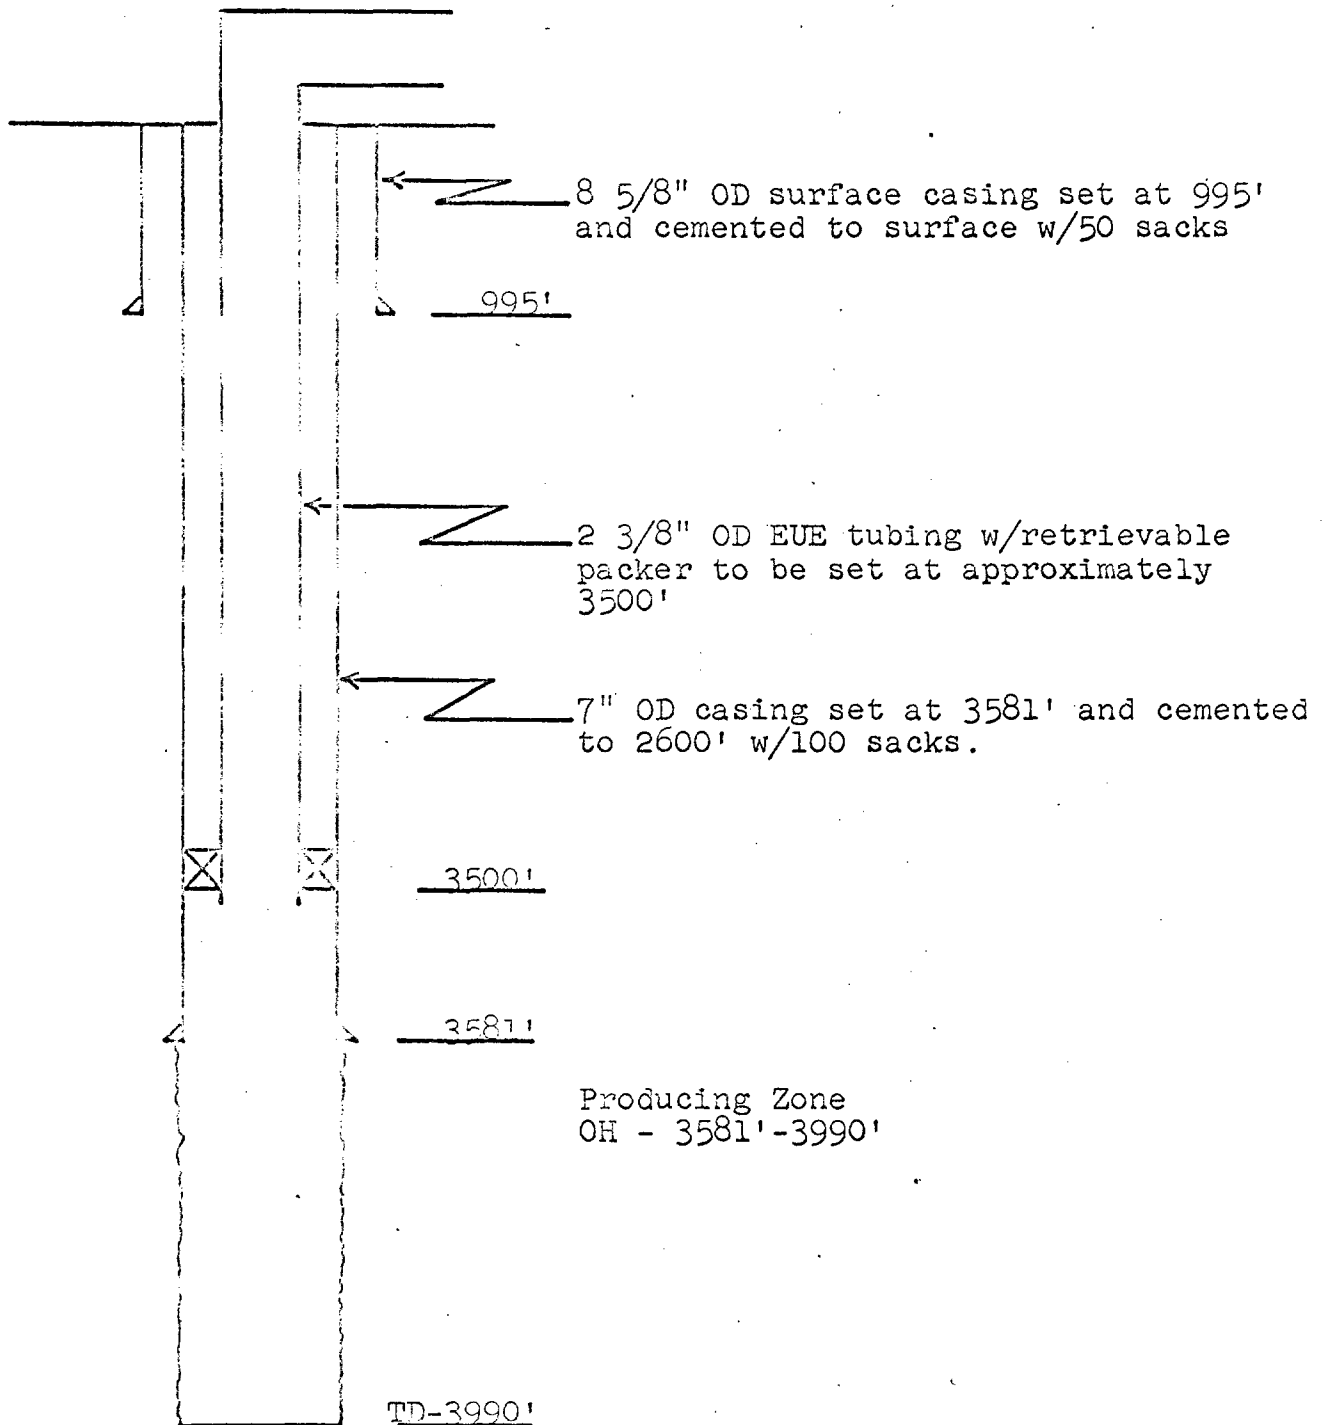 8 5/8" OD surface casing set at 995'
and cemented to surface w/50 sacks
995'
2 3/8" OD EUE tubing w/retrievable
packer to be set at approximately
3500'
7" OD casing set at 3581' and cemented
to 2600' w/100 sacks.
3500'
3581'
Producing Zone
OH - 3581'-3990'
TD-3990'